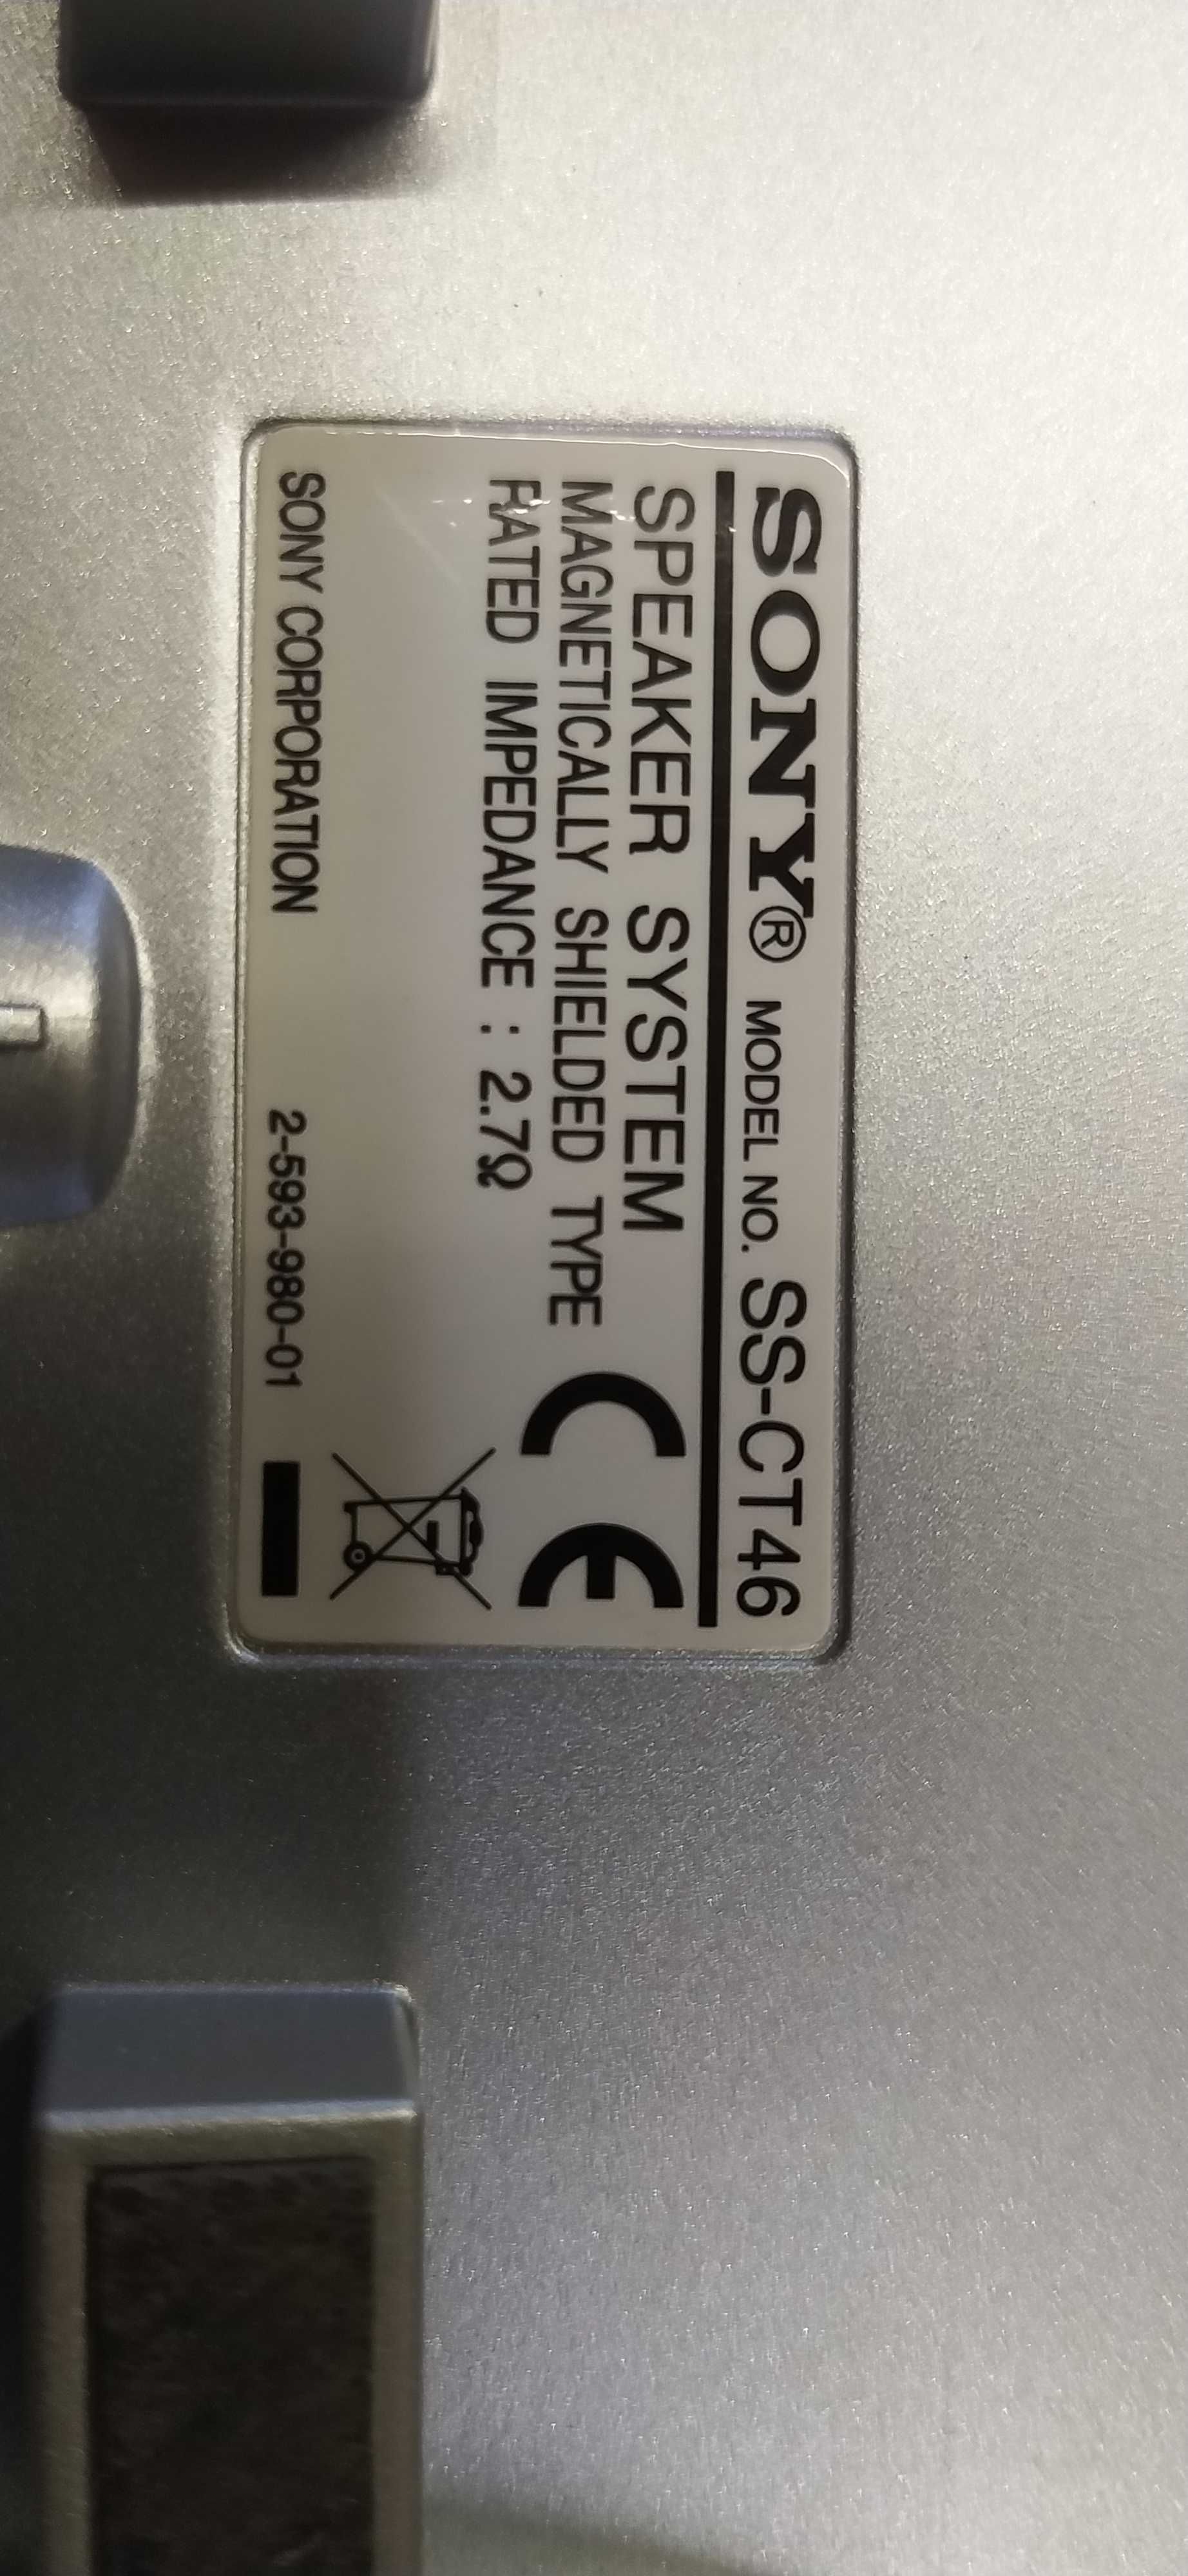 SONY® MODEL NO. SS-CT46
SPEAKER SYSTEM
MAGNETICALLY SHIELDED TYPE
RATED IMPEDANCE : 2.7Ω
CE
SONY CORPORATION 2-593-980-01